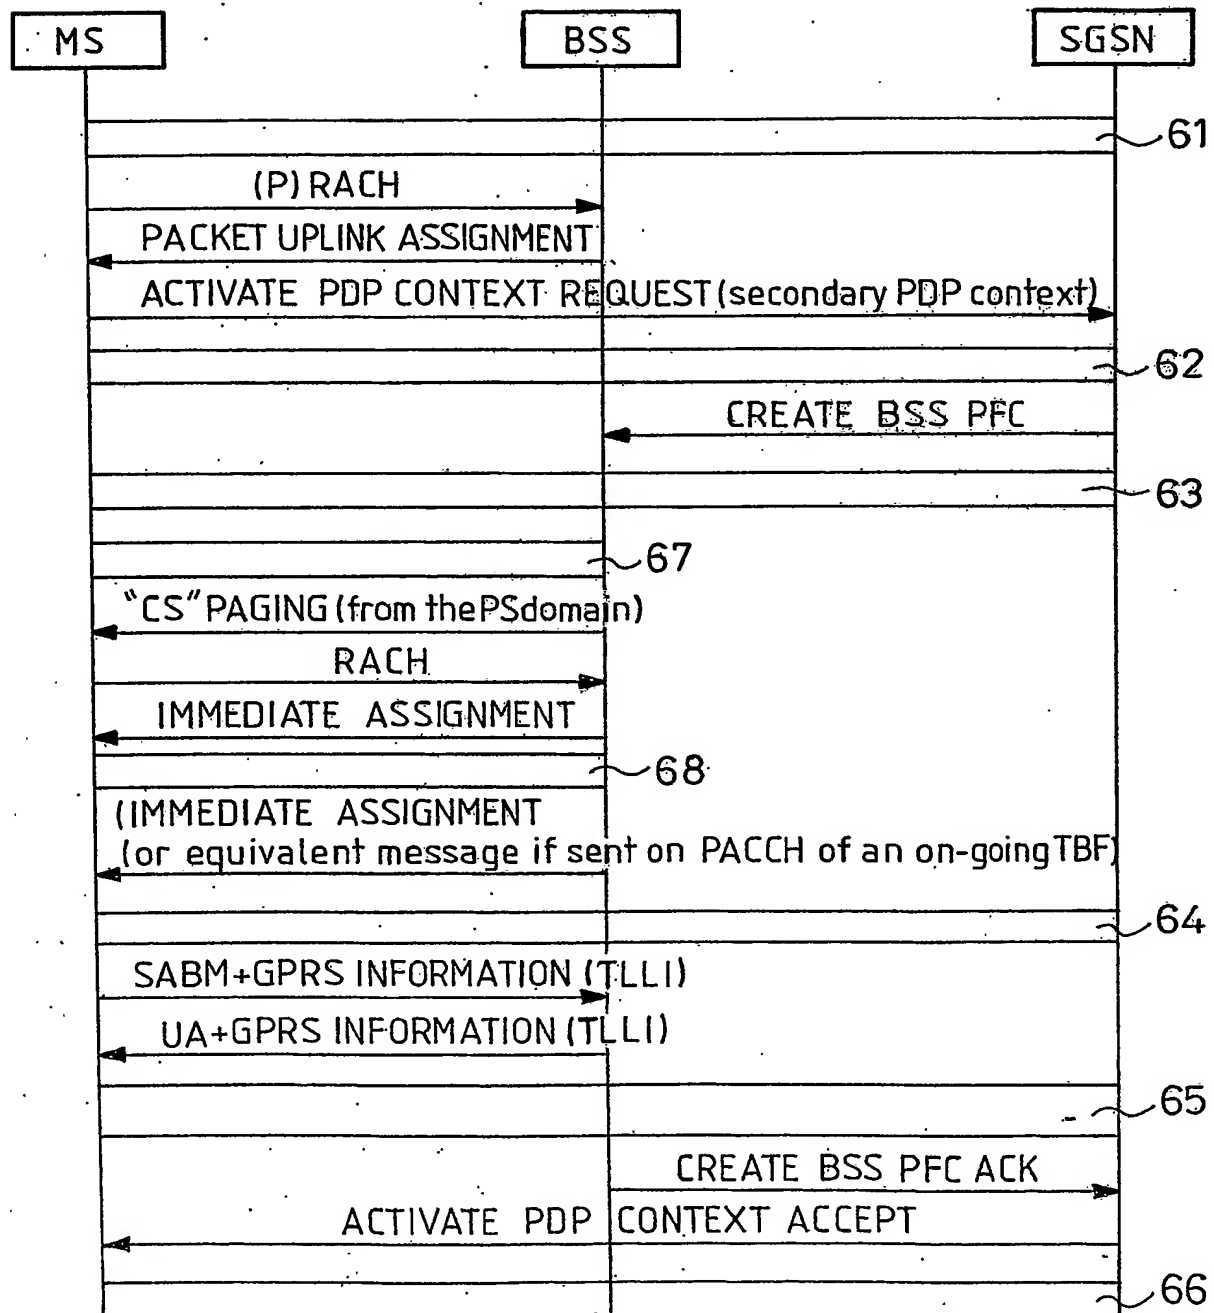 MS
BSS
SGSN
61
(P) RACH
PACKET UPLINK ASSIGNMENT
ACTIVATE PDP CONTEXT REQUEST (secondary PDP context)
62
CREATE BSS PFC
63
67
"CS" PAGING (from the PS domain)
RACH
IMMEDIATE ASSIGNMENT
68
(IMMEDIATE ASSIGNMENT
(or equivalent message if sent on PACCH of an on-going TBF)
64
SABM+GPRS INFORMATION (TLLI)
UA+GPRS INFORMATION (TLLI)
65
CREATE BSS PFC ACK
ACTIVATE PDP CONTEXT ACCEPT
66